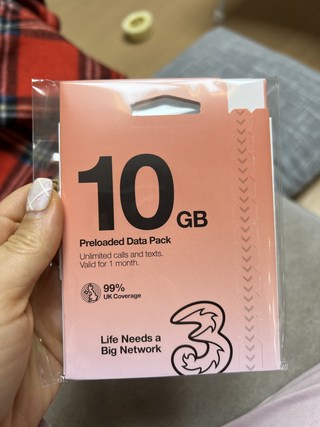 10 GB
Preloaded Data Pack
Unlimited calls and texts.
Valid for 1 month.
99%
UK Coverage
Life Needs a
Big Network
3